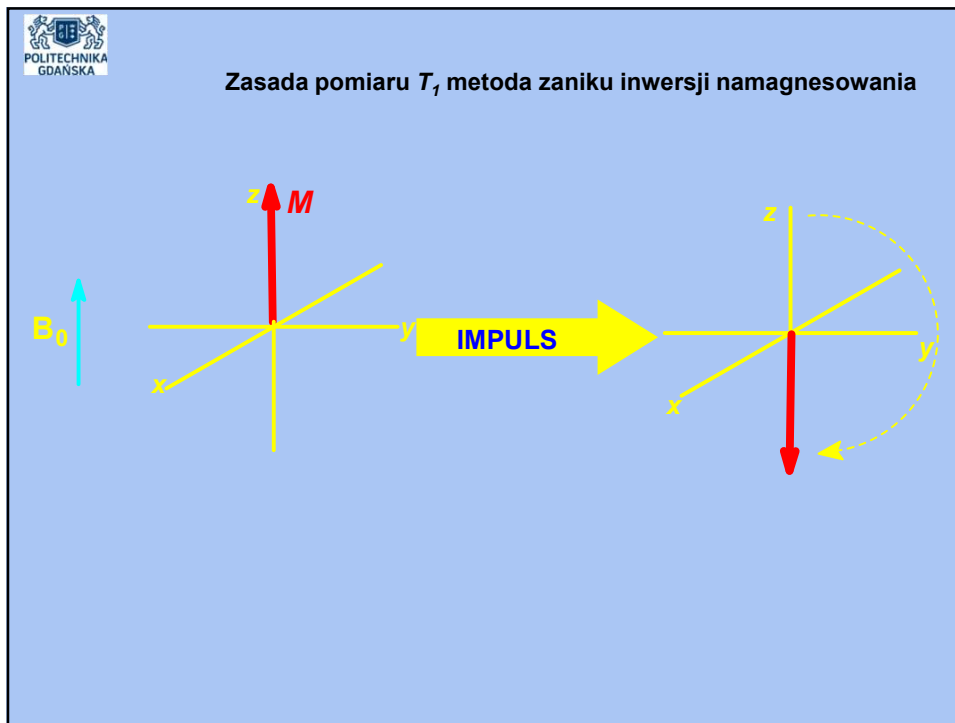 POLITECHNIKA
GDAŃSKA
Zasada pomiaru T₁ metoda zaniku inwersji namagnesowania
z M
z
B₀
y
IMPULS
y
x
x